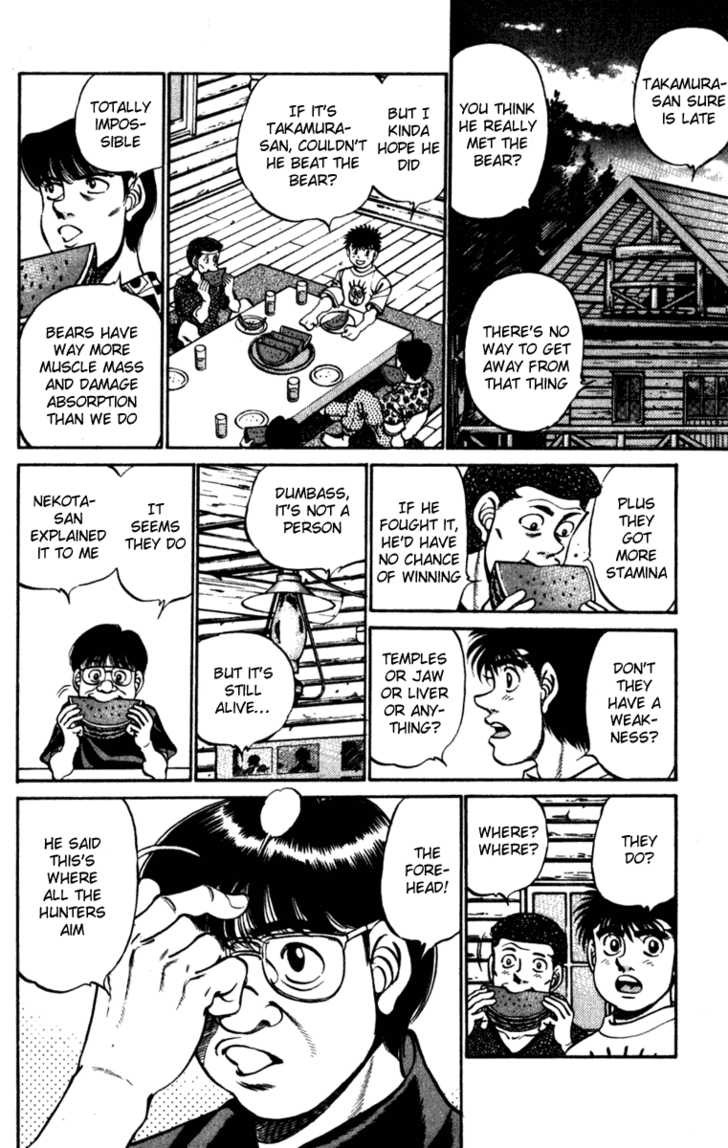 TAKAMURA-
SAN SURE
IS LATE
YOU THINK
HE REALLY
MET THE
BEAR?
THERE'S NO
WAY TO GET
AWAY FROM
THAT THING
BUT I
KINDA
HOPE HE
DID
IF IT'S
TAKAMURA-
SAN, COULDN'T
HE BEAT THE
BEAR?
TOTALLY
IMPOS-
SIBLE
BEARS HAVE
WAY MORE
MUSCLE MASS
AND DAMAGE
ABSORPTION
THAN WE DO
PLUS
THEY
GOT
MORE
STAMINA
IF HE
FOUGHT IT,
HE'D HAVE
NO CHANCE
OF WINNING
DON'T
THEY
HAVE A
WEAK-
NESS?
TEMPLES
OR JAW
OR LIVER
OR ANY-
THING?
DUMBASS,
IT'S NOT A
PERSON
BUT IT'S
STILL
ALIVE...
IT
SEEMS
THEY DO
NEKOTA-
SAN
EXPLAINED
IT TO ME
THEY
DO?
WHERE?
WHERE?
THE
FORE-
HEAD!
HE SAID
THIS'S
WHERE
ALL THE
HUNTERS
AIM